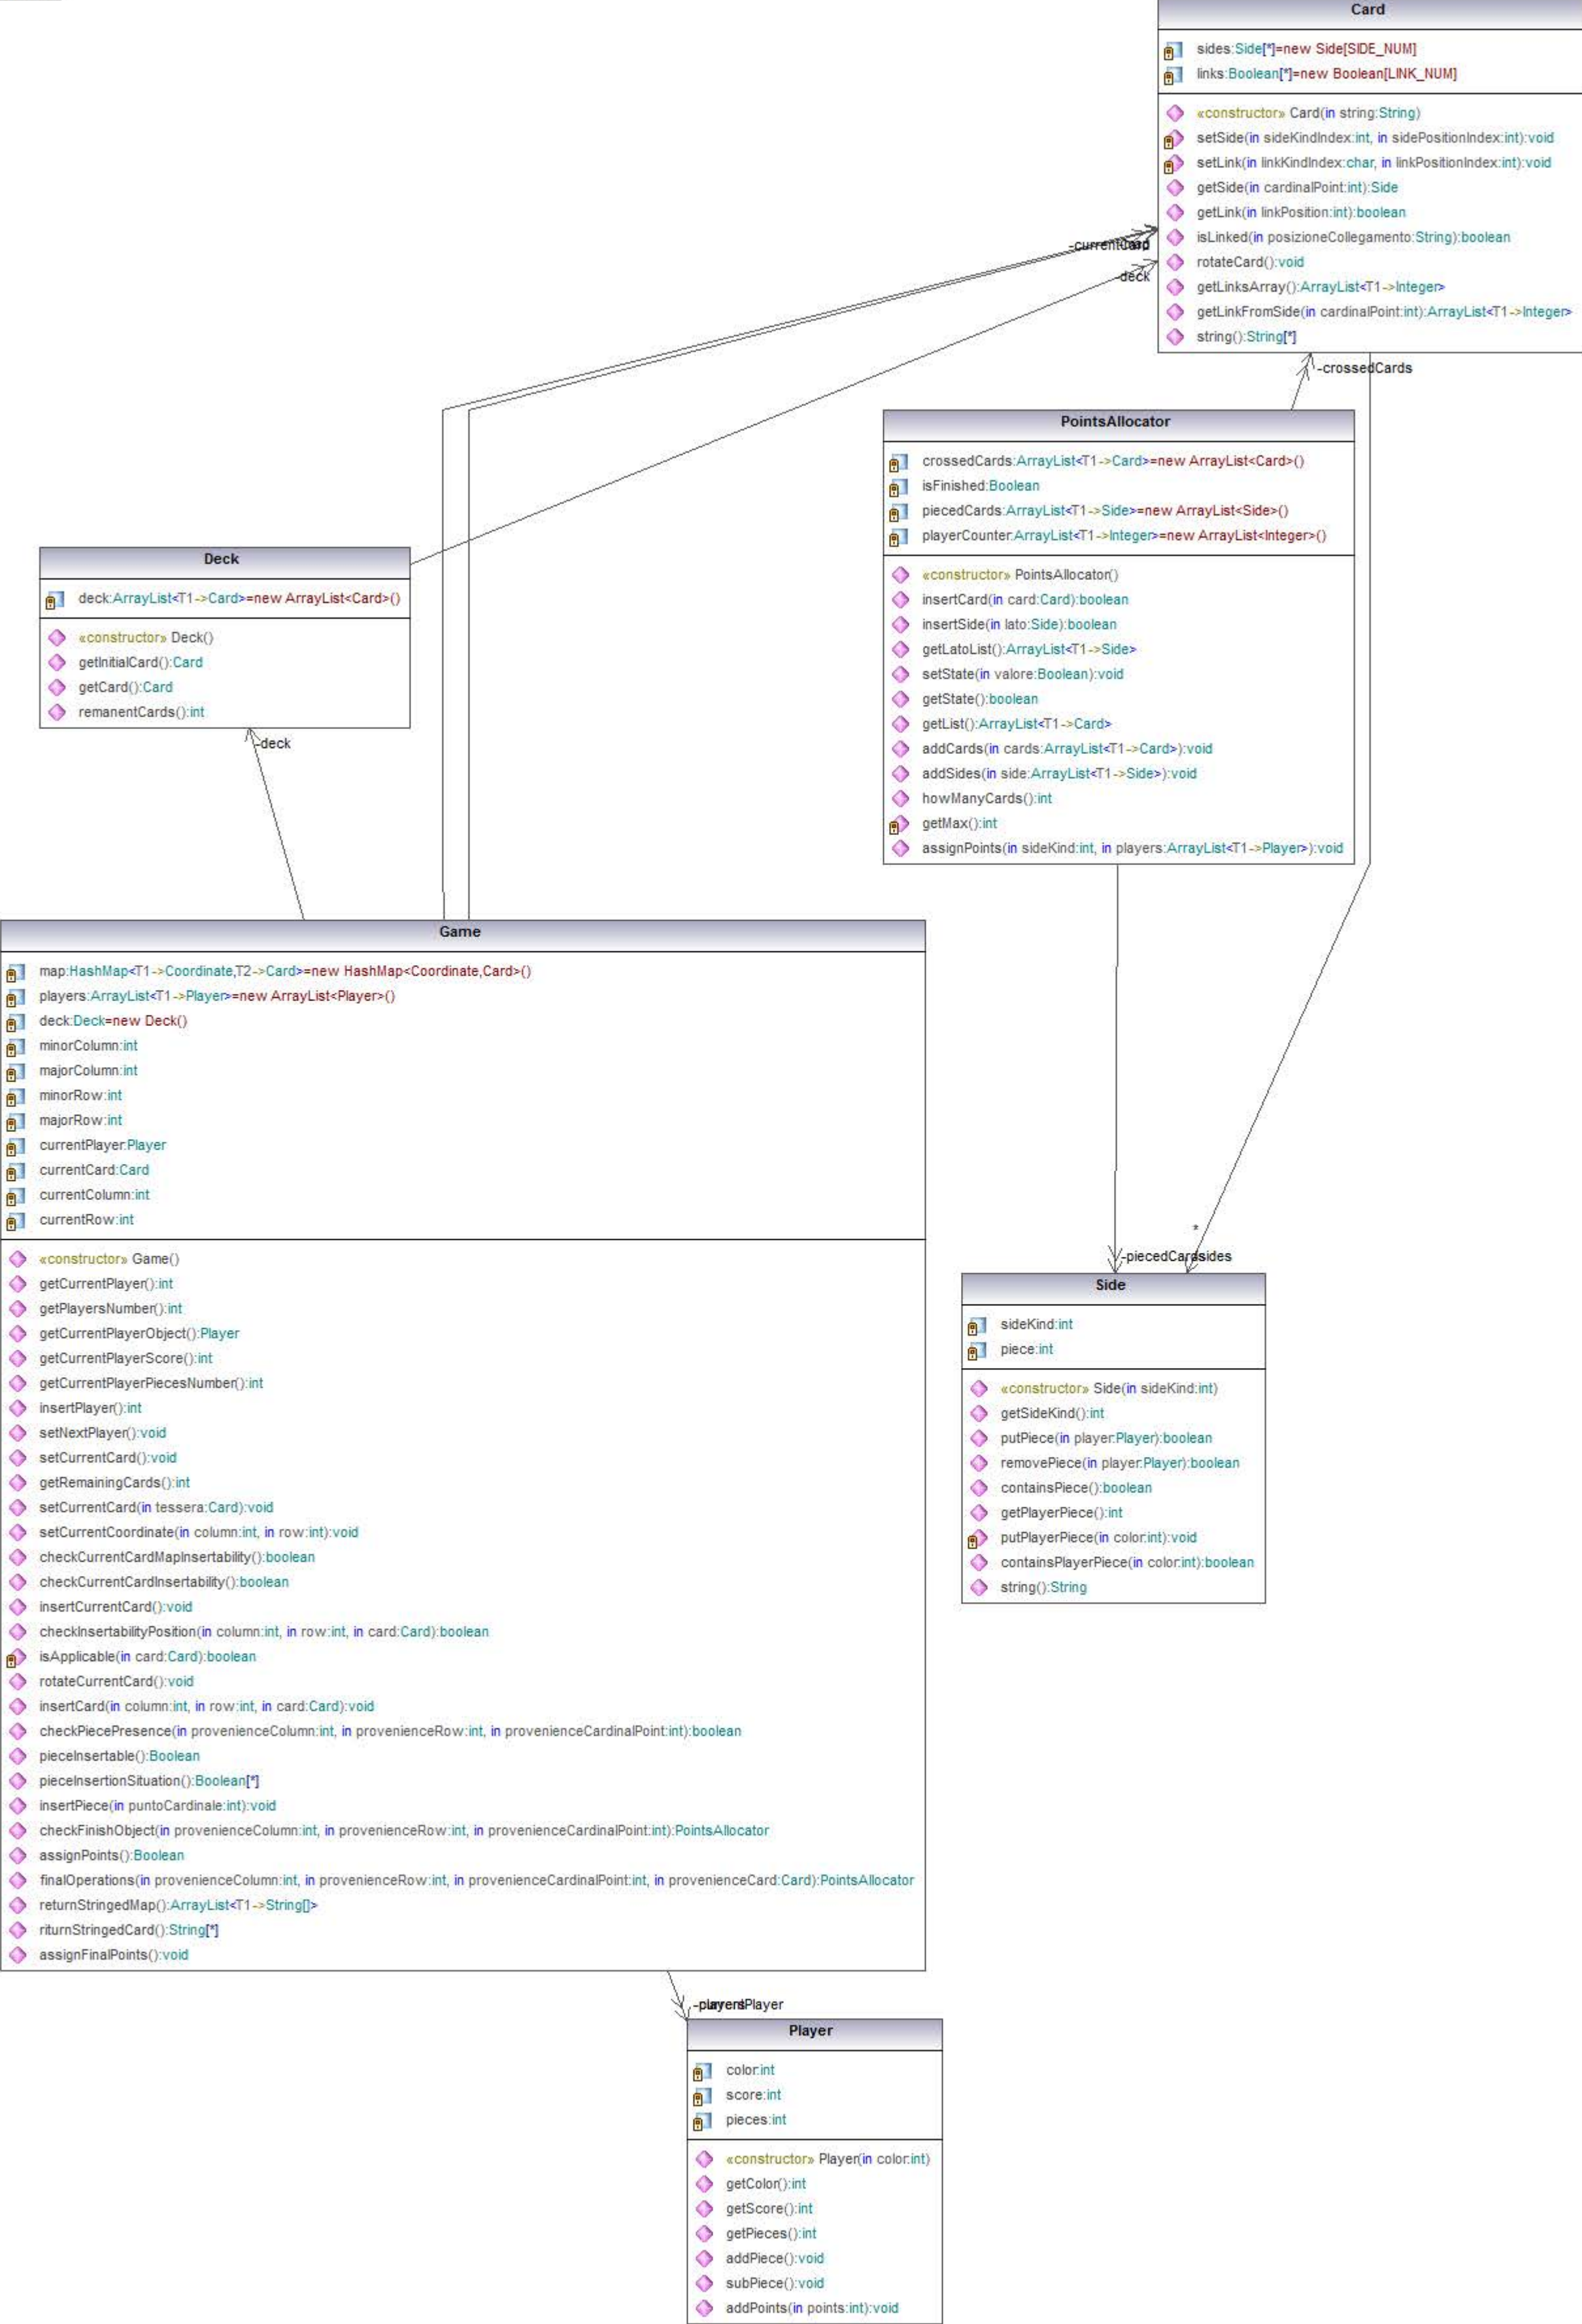 Card
sides:Side[*]=new Side[SIDE_NUM]
links:Boolean[*]=new Boolean[LINK_NUM]
«constructor» Card(in string:String)
setSide(in sideKindIndex:int, in sidePositionIndex:int):void
setLink(in linkKindIndex:char, in linkPositionIndex:int):void
getSide(in cardinalPoint:int):Side
getLink(in linkPosition:int):boolean
isLinked(in posizioneCollegamento:String):boolean
rotateCard():void
getLinksArray():ArrayList<T1->Integer>
getLinkFromSide(in cardinalPoint:int):ArrayList<T1->Integer>
string():String[*]
-currentCard
-deck
-crossedCards
PointsAllocator
crossedCards:ArrayList<T1->Card>=new ArrayList<Card>()
isFinished:Boolean
piecedCards:ArrayList<T1->Side>=new ArrayList<Side>()
playerCounter:ArrayList<T1->Integer>=new ArrayList<Integer>()
«constructor» PointsAllocator()
insertCard(in card:Card):boolean
insertSide(in lato:Side):boolean
getLatoList():ArrayList<T1->Side>
setState(in valore:Boolean):void
getState():boolean
getList():ArrayList<T1->Card>
addCards(in cards:ArrayList<T1->Card>):void
addSides(in side:ArrayList<T1->Side>):void
howManyCards():int
getMax():int
assignPoints(in sideKind:int, in players:ArrayList<T1->Player>):void
Deck
deck:ArrayList<T1->Card>=new ArrayList<Card>()
«constructor» Deck()
getInitialCard():Card
getCard():Card
remanentCards():int
-deck
Game
map:HashMap<T1->Coordinate,T2->Card>=new HashMap<Coordinate,Card>()
players:ArrayList<T1->Player>=new ArrayList<Player>()
deck:Deck=new Deck()
minorColumn:int
majorColumn:int
minorRow:int
majorRow:int
currentPlayer:Player
currentCard:Card
currentColumn:int
currentRow:int
«constructor» Game()
getCurrentPlayer():int
getPlayersNumber():int
getCurrentPlayerObject():Player
getCurrentPlayerScore():int
getCurrentPlayerPiecesNumber():int
insertPlayer():int
setNextPlayer():void
setCurrentCard():void
getRemainingCards():int
setCurrentCard(in tessera:Card):void
setCurrentCoordinate(in column:int, in row:int):void
checkCurrentCardMapInsertability():boolean
checkCurrentCardInsertability():boolean
insertCurrentCard():void
checkInsertabilityPosition(in column:int, in row:int, in card:Card):boolean
isApplicable(in card:Card):boolean
rotateCurrentCard():void
insertCard(in column:int, in row:int, in card:Card):void
checkPiecePresence(in provenienceColumn:int, in provenienceRow:int, in provenienceCardinalPoint:int):boolean
pieceInsertable():Boolean
pieceInsertionSituation():Boolean[*]
insertPiece(in puntoCardinale:int):void
checkFinishObject(in provenienceColumn:int, in provenienceRow:int, in provenienceCardinalPoint:int):PointsAllocator
assignPoints():Boolean
finalOperations(in provenienceColumn:int, in provenienceRow:int, in provenienceCardinalPoint:int, in provenienceCard:Card):PointsAllocator
returnStringedMap():ArrayList<T1->String[]>
riturnStringedCard():String[*]
assignFinalPoints():void
*
-piecedCards
sides
Side
sideKind:int
piece:int
«constructor» Side(in sideKind:int)
getSideKind():int
putPiece(in player:Player):boolean
removePiece(in player:Player):boolean
containsPiece():boolean
getPlayerPiece():int
putPlayerPiece(in color:int):void
containsPlayerPiece(in color:int):boolean
string():String
Player
color:int
score:int
pieces:int
«constructor» Player(in color:int)
getColor():int
getScore():int
getPieces():int
addPiece():void
subPiece():void
addPoints(in points:int):void